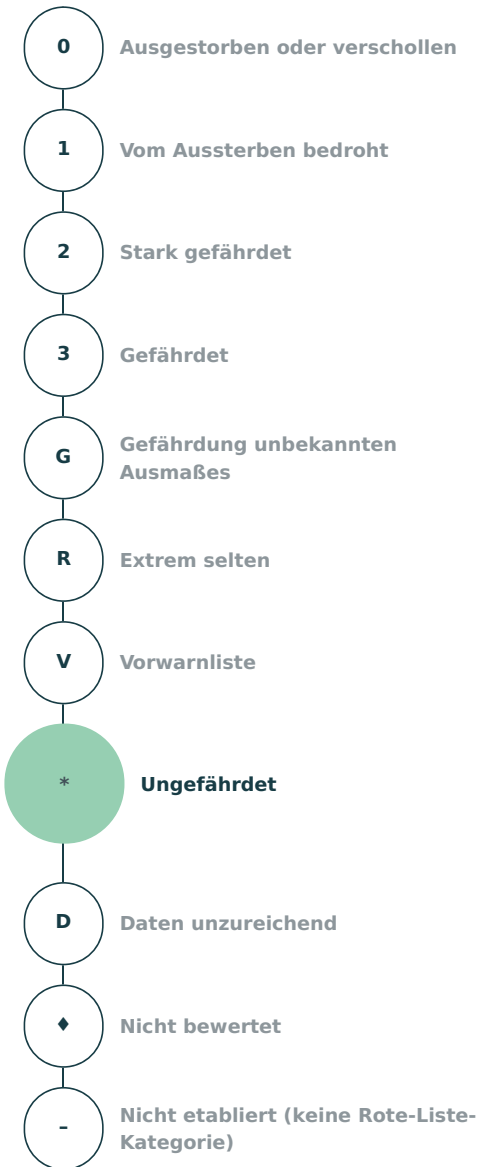 0 Ausgestorben oder verschollen
1 Vom Aussterben bedroht
2 Stark gefährdet
3 Gefährdet
G Gefährdung unbekannten
Ausmaßes
R Extrem selten
V Vorwarnliste
* Ungefährdet
D Daten unzureichend
♦ Nicht bewertet
– Nicht etabliert (keine Rote-Liste-
Kategorie)